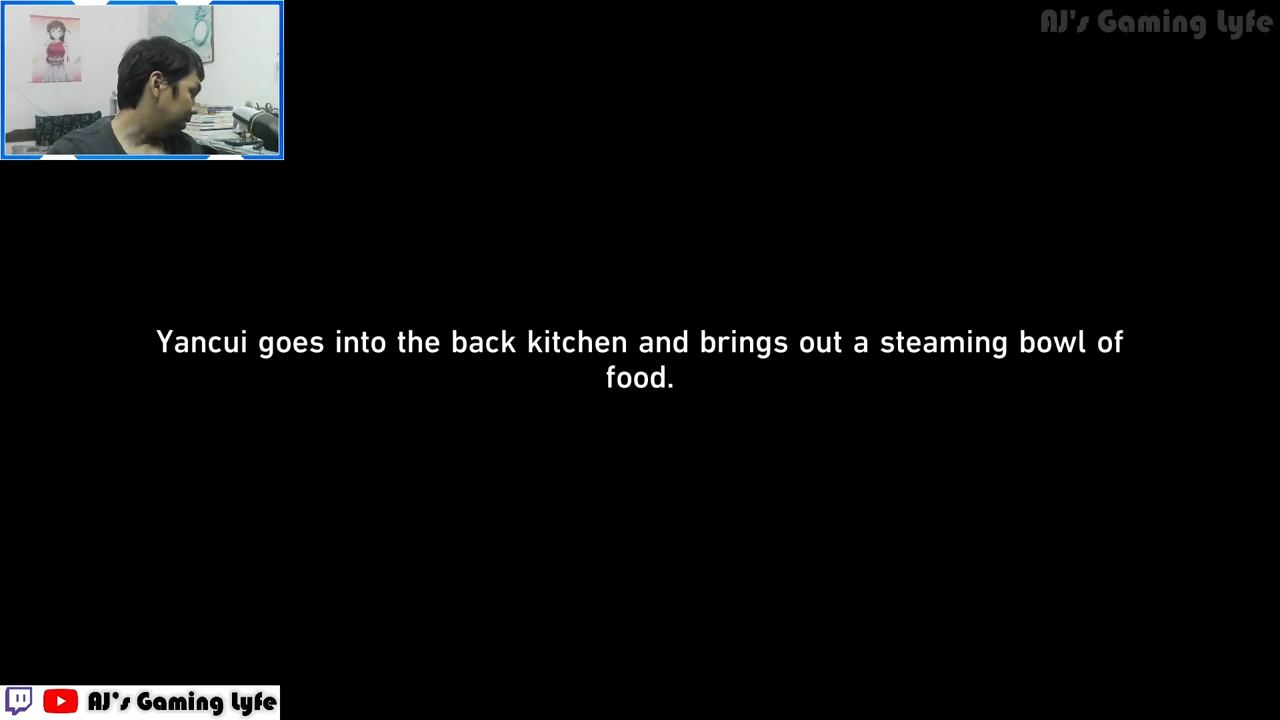 AJ's Gaming Lyfe
Yancui goes into the back kitchen and brings out a steaming bowl of
food.
AJ's Gaming Lyfe